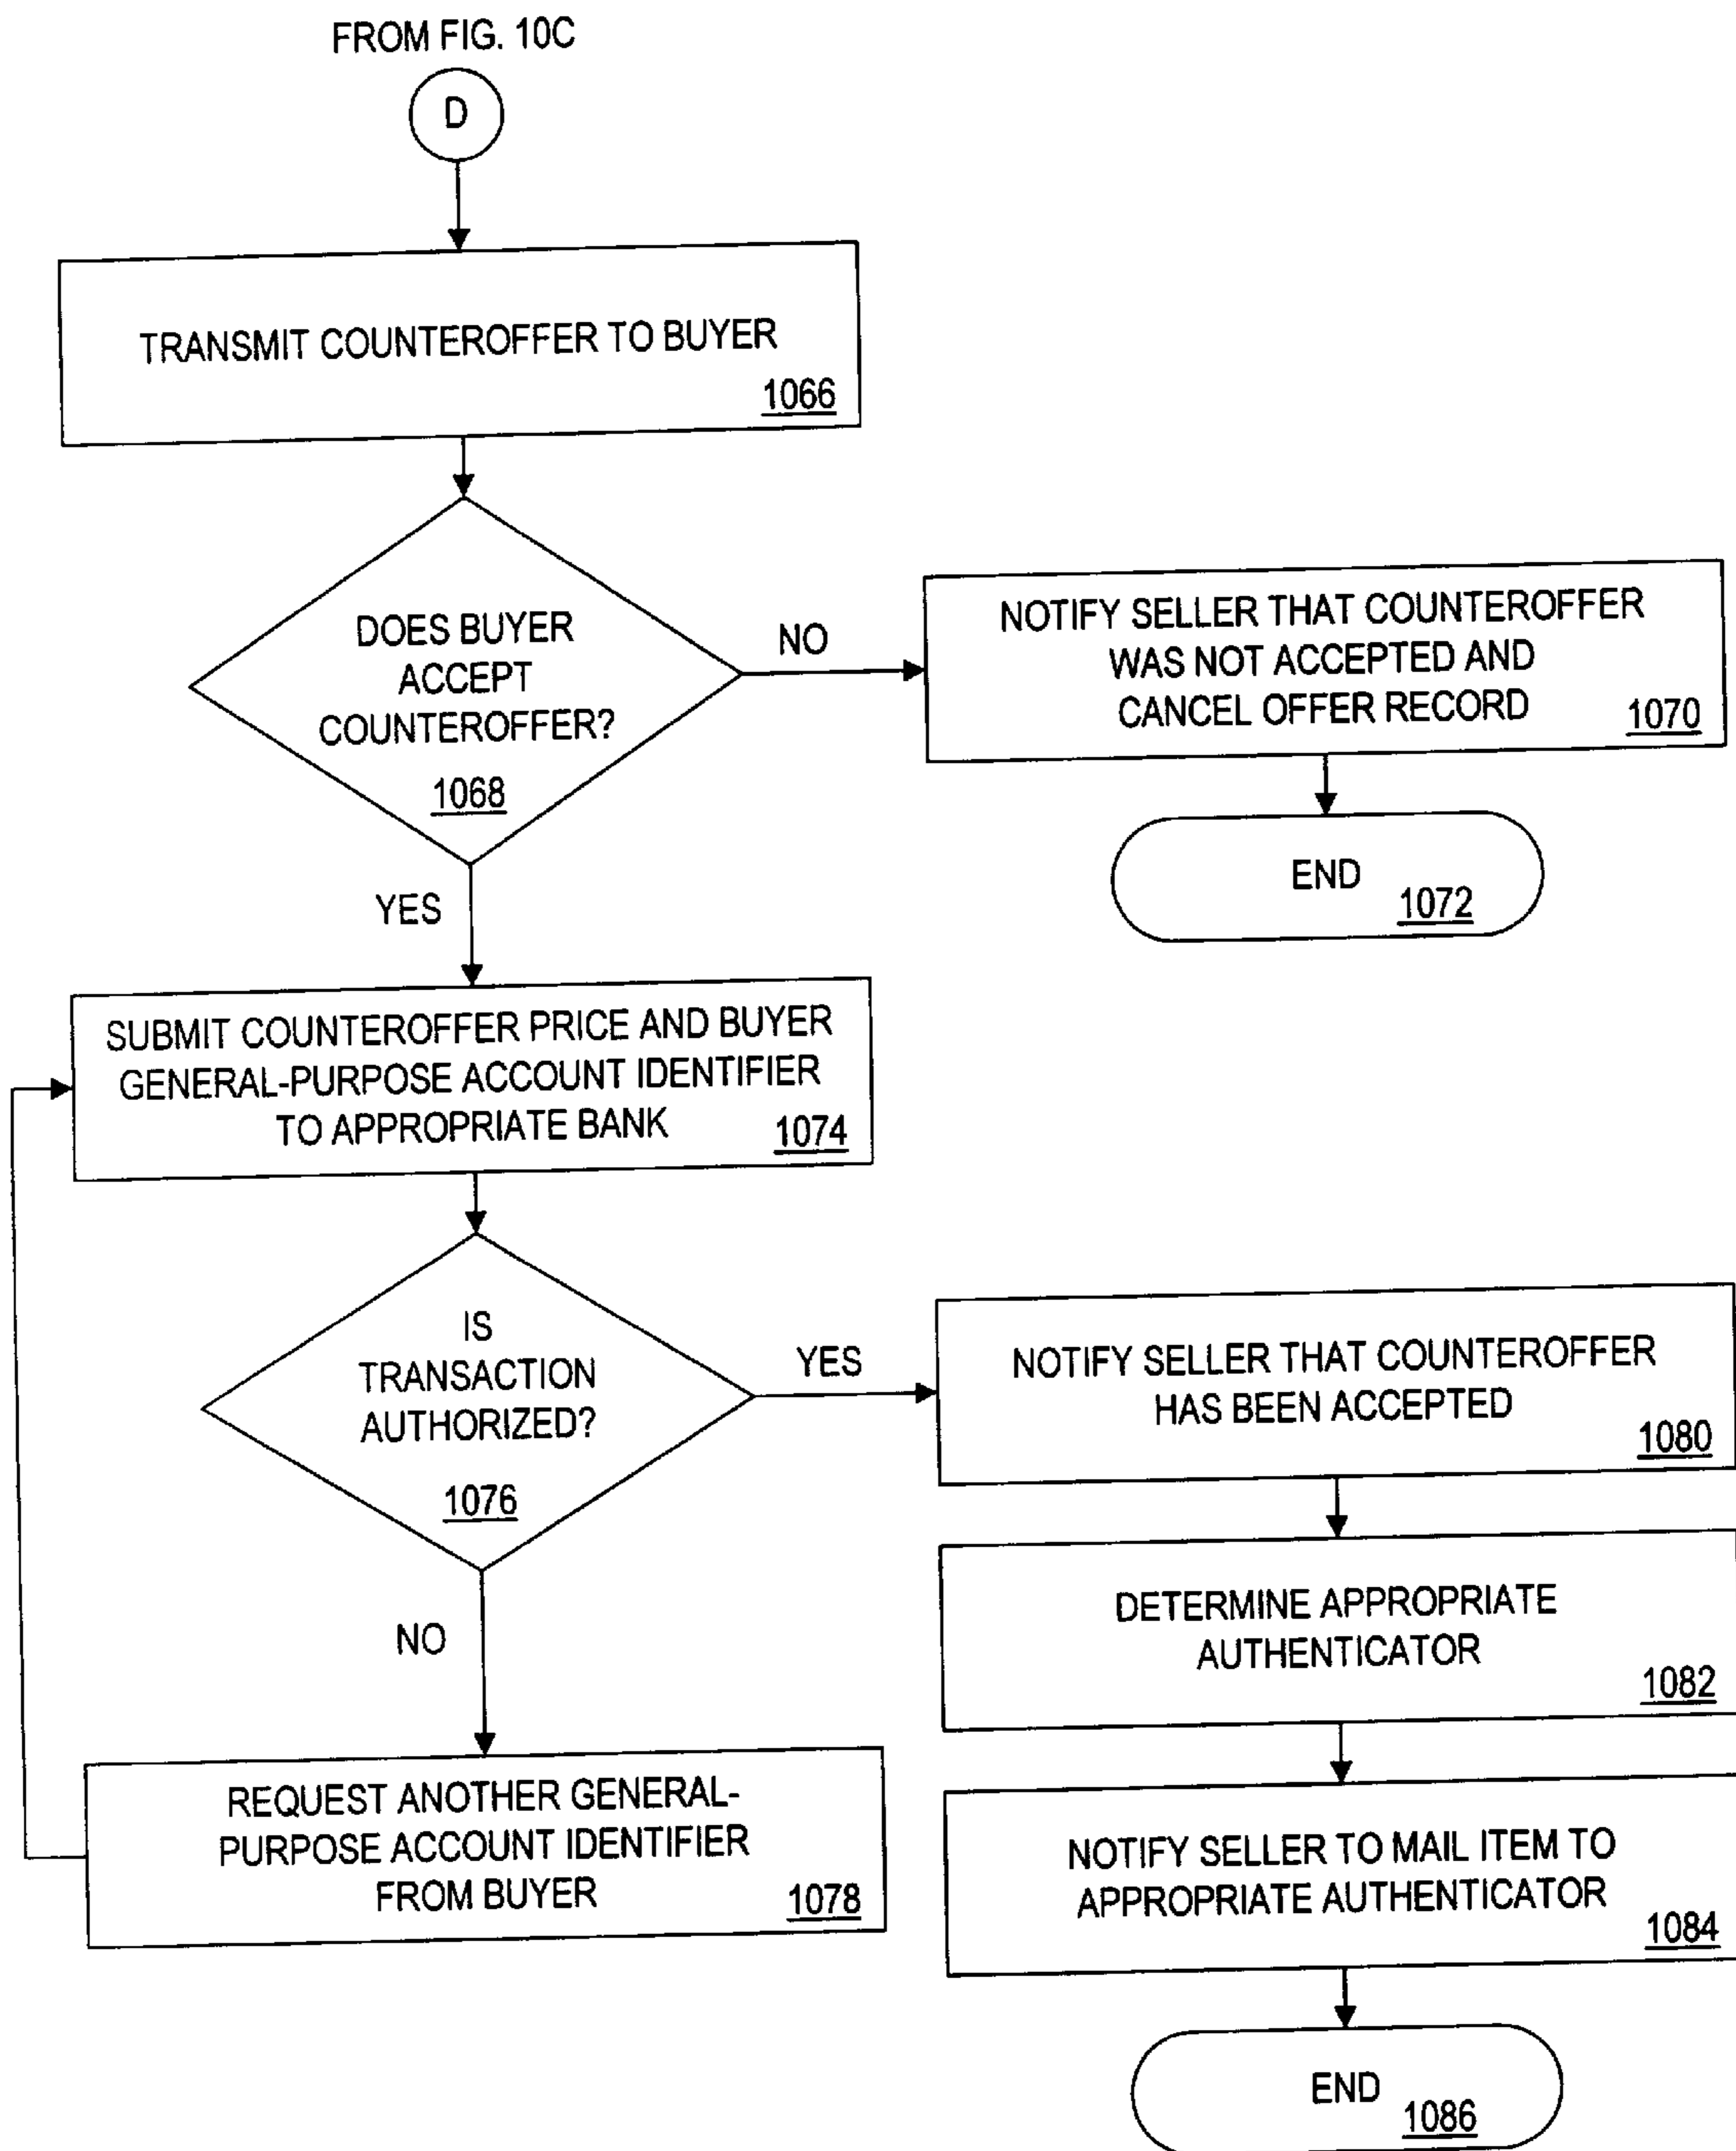 FROM FIG. 10C
D
TRANSMIT COUNTEROFFER TO BUYER
1066
DOES BUYER
ACCEPT
COUNTEROFFER?
1068
NO
NOTIFY SELLER THAT COUNTEROFFER
WAS NOT ACCEPTED AND
CANCEL OFFER RECORD
1070
END
1072
YES
SUBMIT COUNTEROFFER PRICE AND BUYER
GENERAL-PURPOSE ACCOUNT IDENTIFIER
TO APPROPRIATE BANK
1074
IS
TRANSACTION
AUTHORIZED?
1076
YES
NOTIFY SELLER THAT COUNTEROFFER
HAS BEEN ACCEPTED
1080
NO
DETERMINE APPROPRIATE
AUTHENTICATOR
1082
REQUEST ANOTHER GENERAL-
PURPOSE ACCOUNT IDENTIFIER
FROM BUYER
1078
NOTIFY SELLER TO MAIL ITEM TO
APPROPRIATE AUTHENTICATOR
1084
END
1086